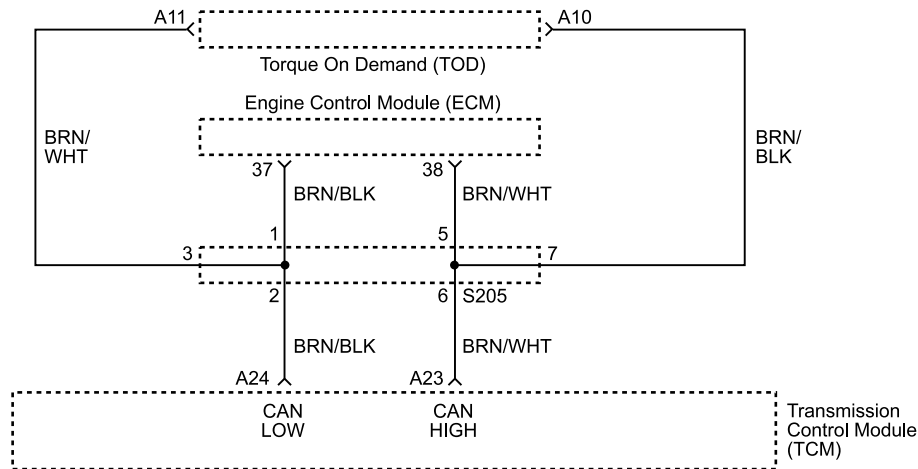 A11
A10
Torque On Demand (TOD)
Engine Control Module (ECM)
BRN/
WHT
BRN/
BLK
37
38
BRN/BLK
BRN/WHT
1
5
3
7
2
6
S205
BRN/BLK
BRN/WHT
A24
A23
CAN
LOW
CAN
HIGH
Transmission
Control Module
(TCM)